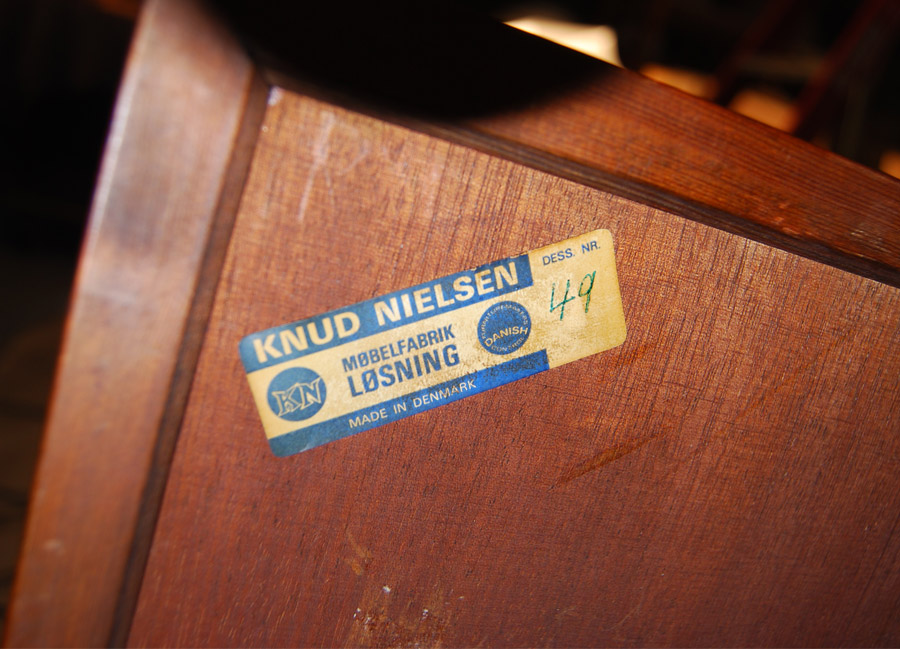 KNUD NIELSEN
DESS. NR.
49
MØBELFABRIK
LØSNING
KN
DANISH
MADE IN DENMARK